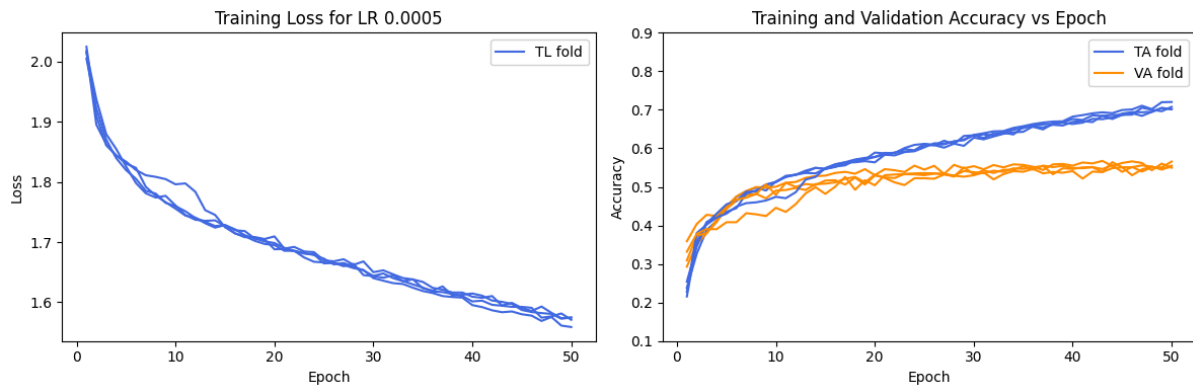 Training Loss for LR 0.0005
TL fold
2.0
1.9
1.8
1.7
1.6
Loss
0
10
20
30
40
50
Epoch
Training and Validation Accuracy vs Epoch
TA fold
VA fold
0.9
0.8
0.7
0.6
0.5
0.4
0.3
0.2
0.1
Accuracy
0
10
20
30
40
50
Epoch